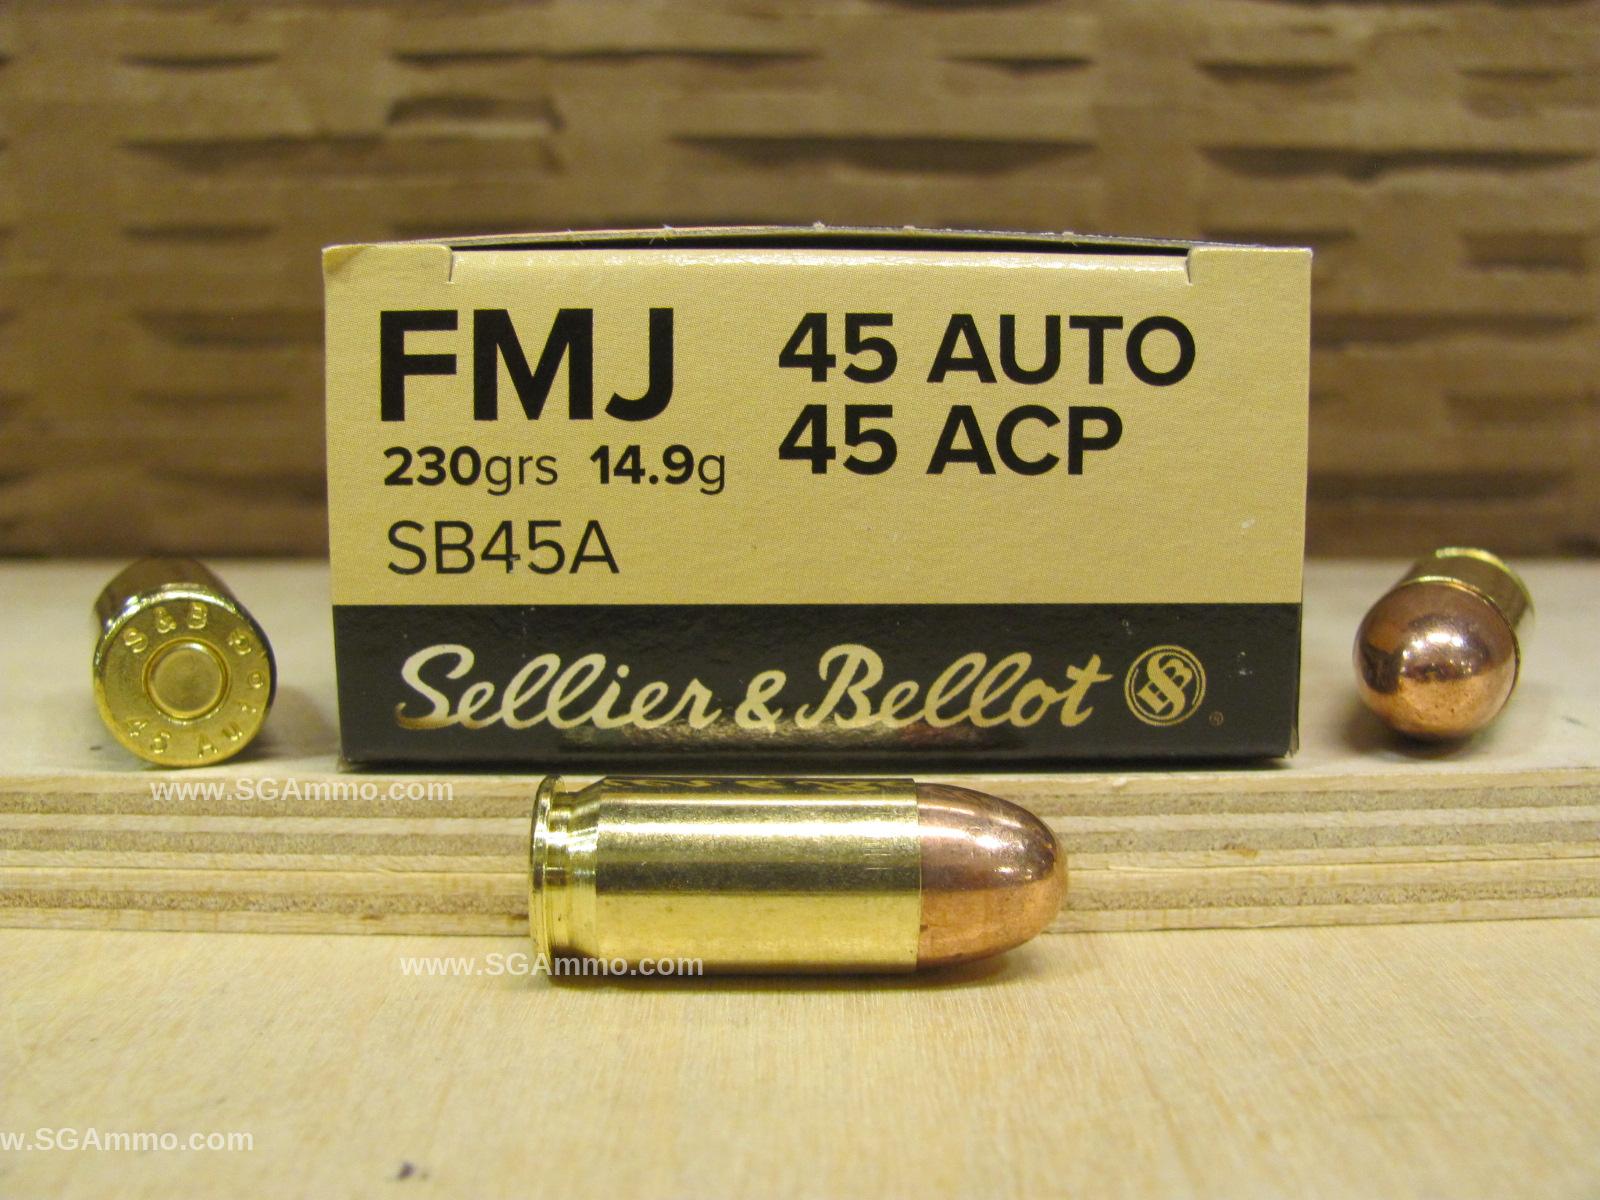 FMJ
45 AUTO
45 ACP
230grs 14.9g
SB45A
Sellier & Bellot
SB
®
S & B
45 AUTO
www.SGAmmo.com
www.SGAmmo.com
w.SGAmmo.com